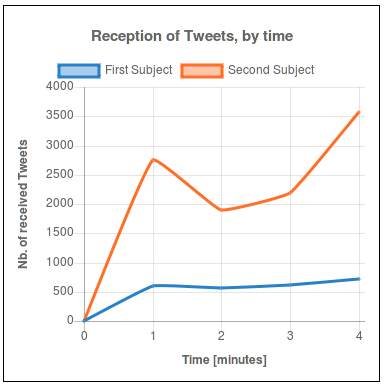 Reception of Tweets, by time
First Subject Second Subject
4000
3500
3000
2500
2000
1500
1000
500
0
Nb. of received Tweets
0 1 2 3 4
Time [minutes]